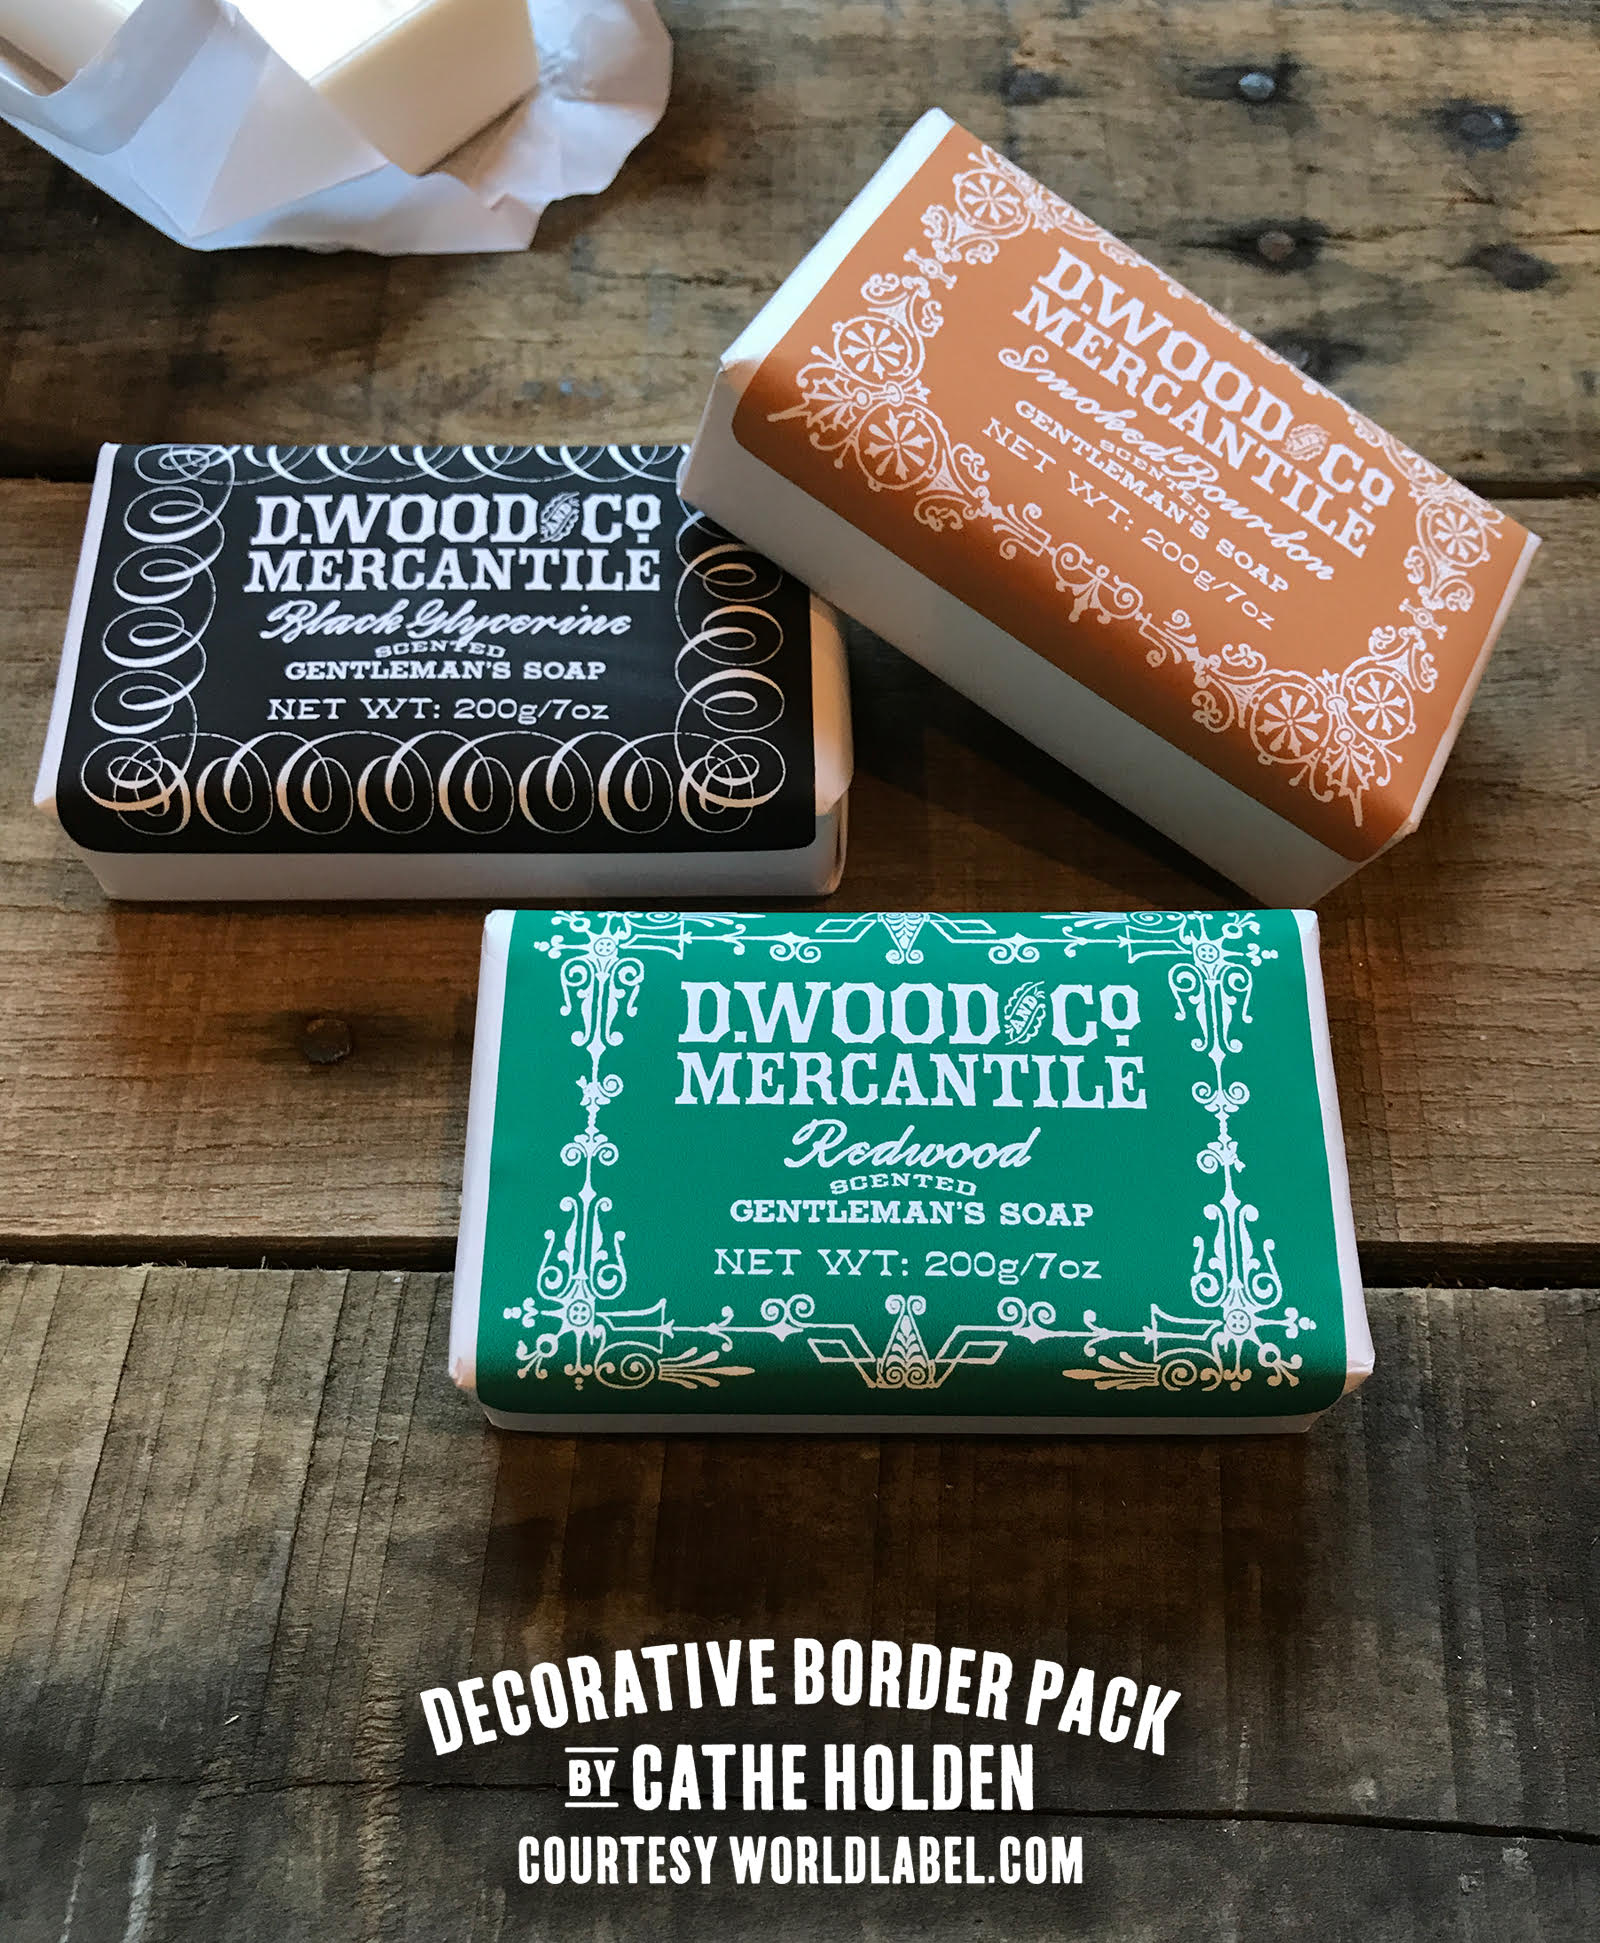 D.WOOD AND Co
MERCANTILE
Smoked Bourbon
SCENTED
GENTLEMAN'S SOAP
NET WT: 200g/7oz
D.WOOD AND Co
MERCANTILE
Black Glycerine
SCENTED
GENTLEMAN'S SOAP
NET WT: 200g/7oz
D.WOOD AND Co
MERCANTILE
Redwood
SCENTED
GENTLEMAN'S SOAP
NET WT: 200g/7oz
DECORATIVE BORDER PACK
BY CATHE HOLDEN
COURTESY WORLDLABEL.COM